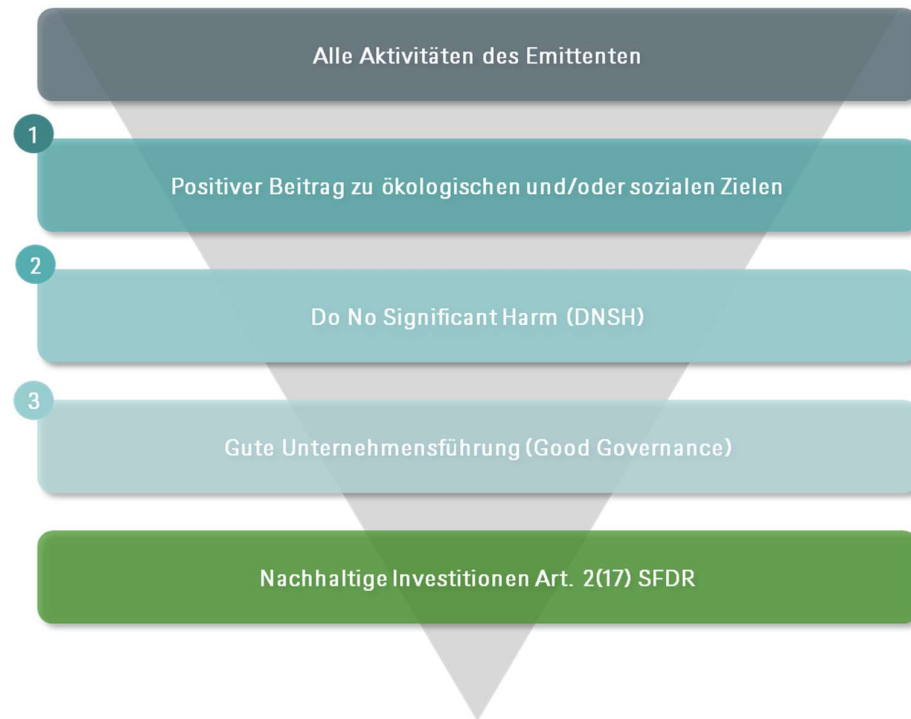 Alle Aktivitäten des Emittenten
1
Positiver Beitrag zu ökologischen und/oder sozialen Zielen
2
Do No Significant Harm (DNSH)
3
Gute Unternehmensführung (Good Governance)
Nachhaltige Investitionen Art. 2(17) SFDR